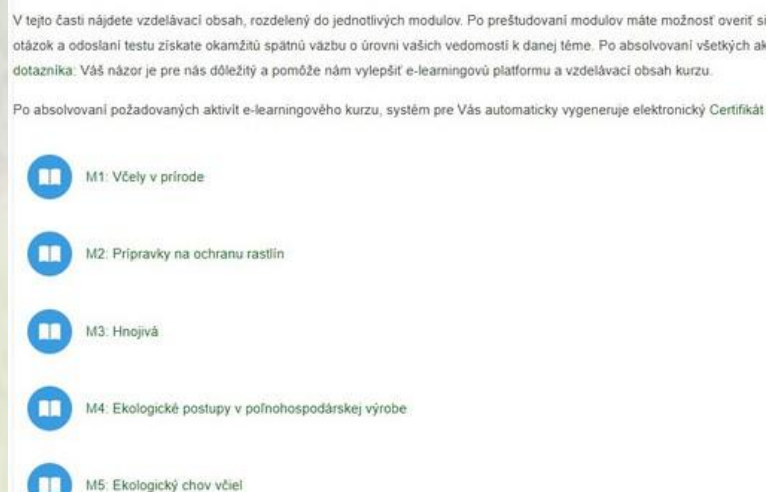 V tejto časti nájdete vzdelávací obsah, rozdelený do jednotlivých modulov. Po preštudovaní modulov máte možnosť overiť si
otázok a odoslaní testu získate okamžitú spätnú väzbu o úrovni vašich vedomostí k danej téme. Po absolvovaní všetkých ak
dotazníka: Váš názor je pre nás dôležitý a pomôže nám vylepšiť e-learningovú platformu a vzdelávací obsah kurzu.
Po absolvovaní požadovaných aktivít e-learningového kurzu, systém pre Vás automaticky vygeneruje elektronický Certifikát
M1: Včely v prírode
M2: Prípravky na ochranu rastlín
M3: Hnojivá
M4: Ekologické postupy v poľnohospodárskej výrobe
M5: Ekologický chov včiel